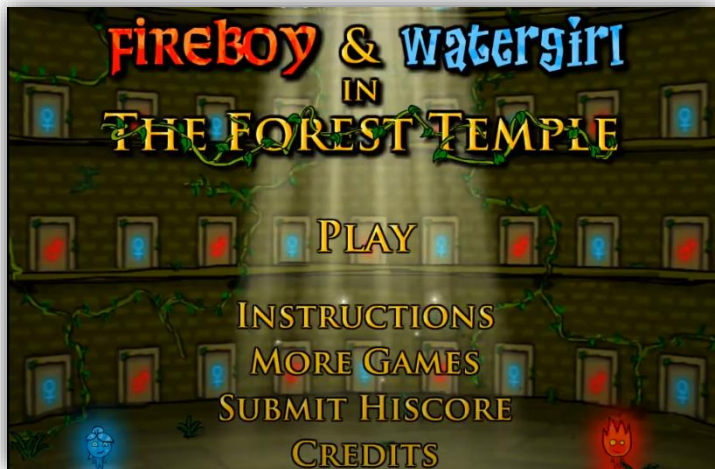 FIREBOY & WATERGIRL
IN
THE FOREST TEMPLE
PLAY
INSTRUCTIONS
MORE GAMES
SUBMIT HISCORE
CREDITS